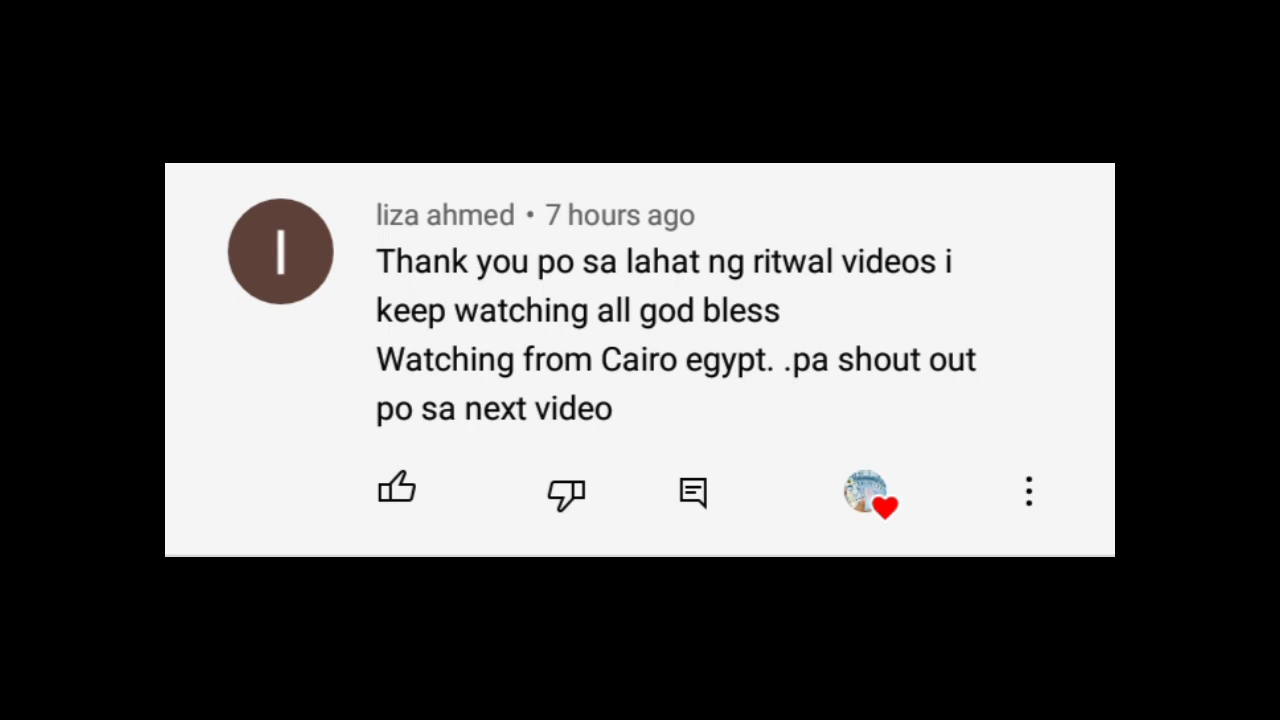 l
liza ahmed • 7 hours ago
Thank you po sa lahat ng ritwal videos i
keep watching all god bless
Watching from Cairo egypt. .pa shout out
po sa next video